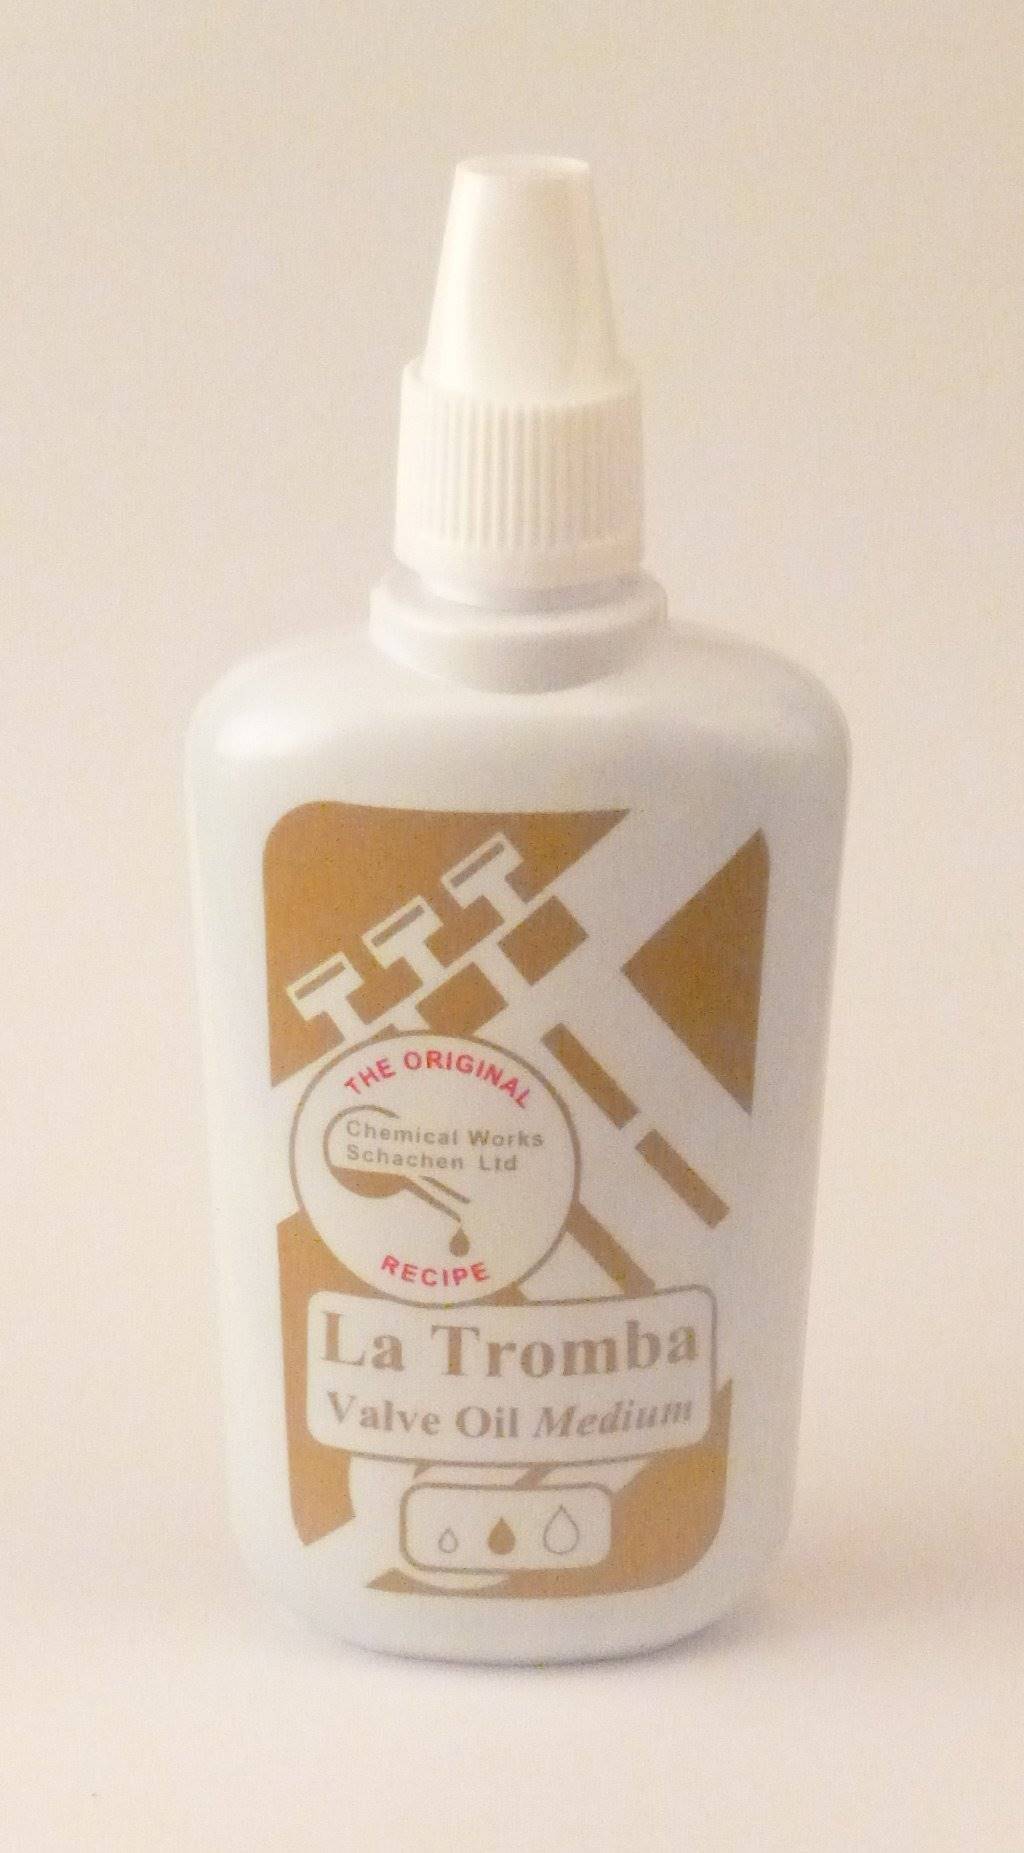 THE ORIGINAL
Chemical Works
Schachen Ltd
RECIPE
La Tromba
Valve Oil Medium